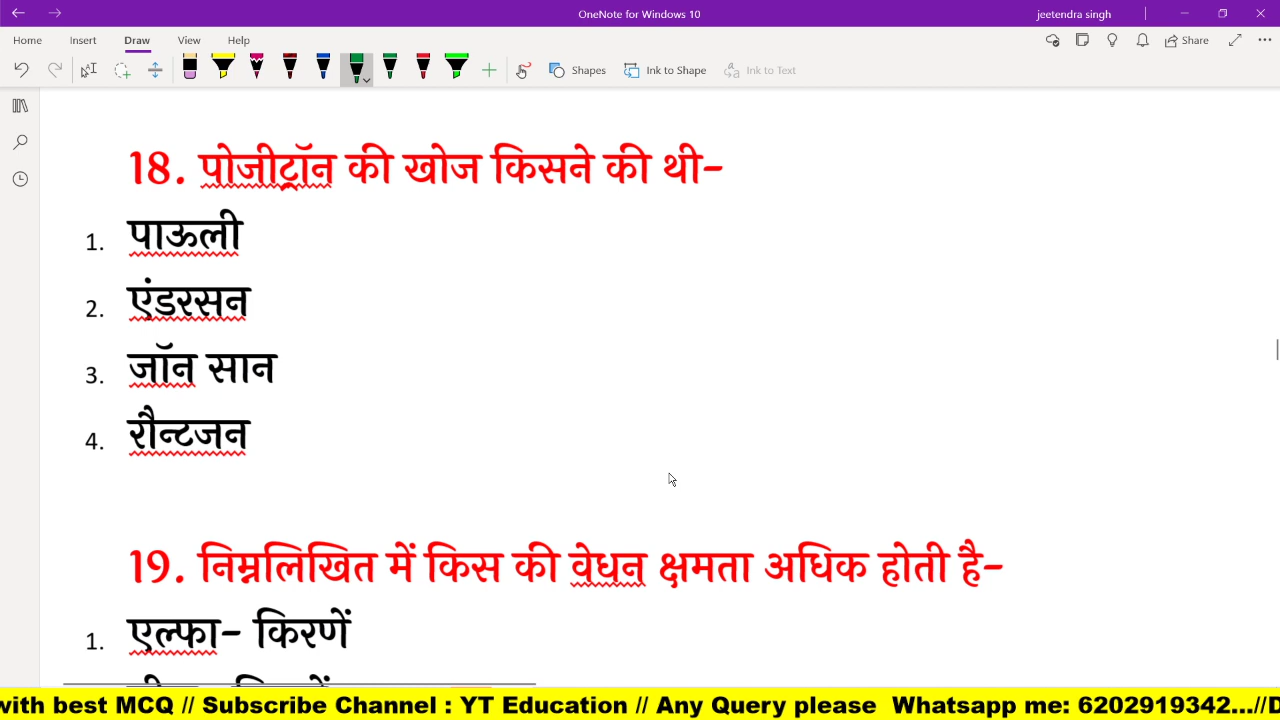 OneNote for Windows 10
jeetendra singh
Home Insert Draw View Help
Share
Shapes Ink to Shape Ink to Text
18. पोजीट्रॉन की खोज किसने की थी-
1. पाऊली
2. एंडरसन
3. जॉन सान
4. रौन्टजन
19. निम्नलिखित में किस की वेधन क्षमता अधिक होती है-
1. एल्फा- किरणें
with best MCQ // Subscribe Channel : YT Education // Any Query please Whatsapp me: 6202919342...//